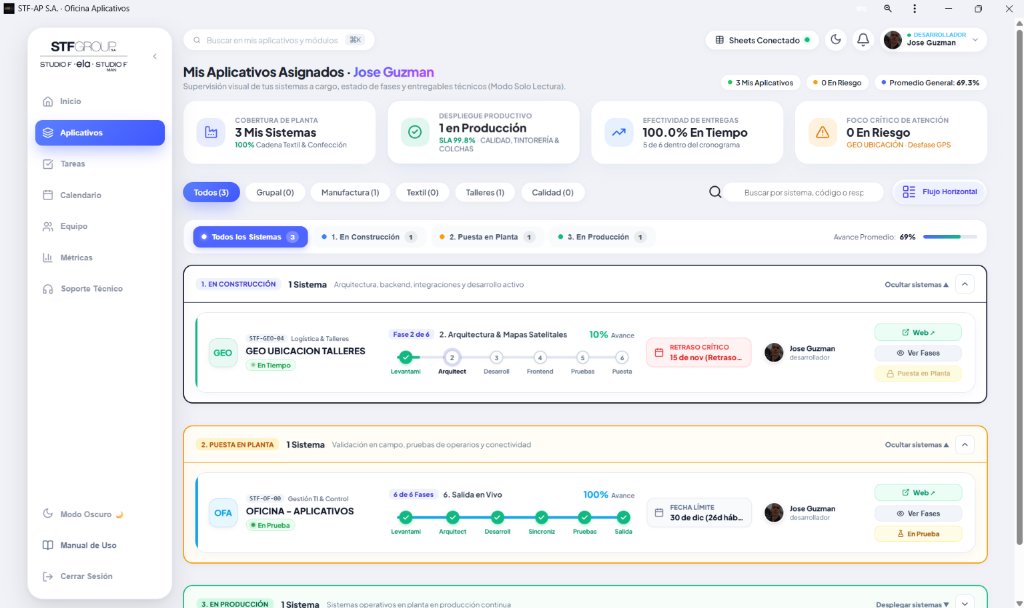 STF-AP S.A. · Oficina Aplicativos
STFGROUP S.A.
STUDIO F · ela · STUDIO F MAN
Inicio
Aplicativos
Tareas
Calendario
Equipo
Métricas
Soporte Técnico
Modo Oscuro 🌙
Manual de Uso
Cerrar Sesión
Buscar en mis aplicativos y módulos ⌘K
Sheets Conectado
DESARROLLADOR
Jose Guzman
Mis Aplicativos Asignados · Jose Guzman
Supervisión visual de tus sistemas a cargo, estado de fases y entregables técnicos (Modo Solo Lectura).
3 Mis Aplicativos
0 En Riesgo
Promedio General: 69.3%
COBERTURA DE PLANTA
3 Mis Sistemas
100% Cadena Textil & Confección
DESPLIEGUE PRODUCTIVO
1 en Producción
SLA 99.8% · CALIDAD, TINTORERÍA & COLCHAS
EFECTIVIDAD DE ENTREGAS
100.0% En Tiempo
5 de 6 dentro del cronograma
FOCO CRÍTICO DE ATENCIÓN
0 En Riesgo
GEO UBICACIÓN · Desfase GPS
Todos (3)
Grupal (0)
Manufactura (1)
Textil (0)
Talleres (1)
Calidad (0)
Buscar por sistema, código o resp
Flujo Horizontal
Todos los Sistemas 3
1. En Construcción 1
2. Puesta en Planta 1
3. En Producción 1
Avance Promedio: 69%
1. EN CONSTRUCCIÓN
1 Sistema
Arquitectura, backend, integraciones y desarrollo activo
Ocultar sistemas ▲
GEO
STF-GEO-04 Logística & Talleres
GEO UBICACION TALLERES
En Tiempo
Fase 2 de 6
2. Arquitectura & Mapas Satelitales
10% Avance
2 3 4 5 6
Levantami Arquitect Desarroll Frontend Pruebas Puesta
RETRASO CRÍTICO
15 de nov (Retraso...
Jose Guzman
desarrollador
Web ↗
Ver Fases
Puesta en Planta
2. PUESTA EN PLANTA
1 Sistema
Validación en campo, pruebas de operarios y conectividad
Ocultar sistemas ▲
OFA
STF-OF-00 Gestión TI & Control
OFICINA - APLICATIVOS
En Prueba
6 de 6 Fases
6. Salida en Vivo
100% Avance
Levantami Arquitect Desarroll Sincroniz Pruebas Salida
FECHA LÍMITE
30 de dic (26d háb...
Jose Guzman
desarrollador
Web ↗
Ver Fases
En Prueba
3. EN PRODUCCIÓN
1 Sistema
Sistemas operativos en planta en producción continua
Desplegar sistemas ▼